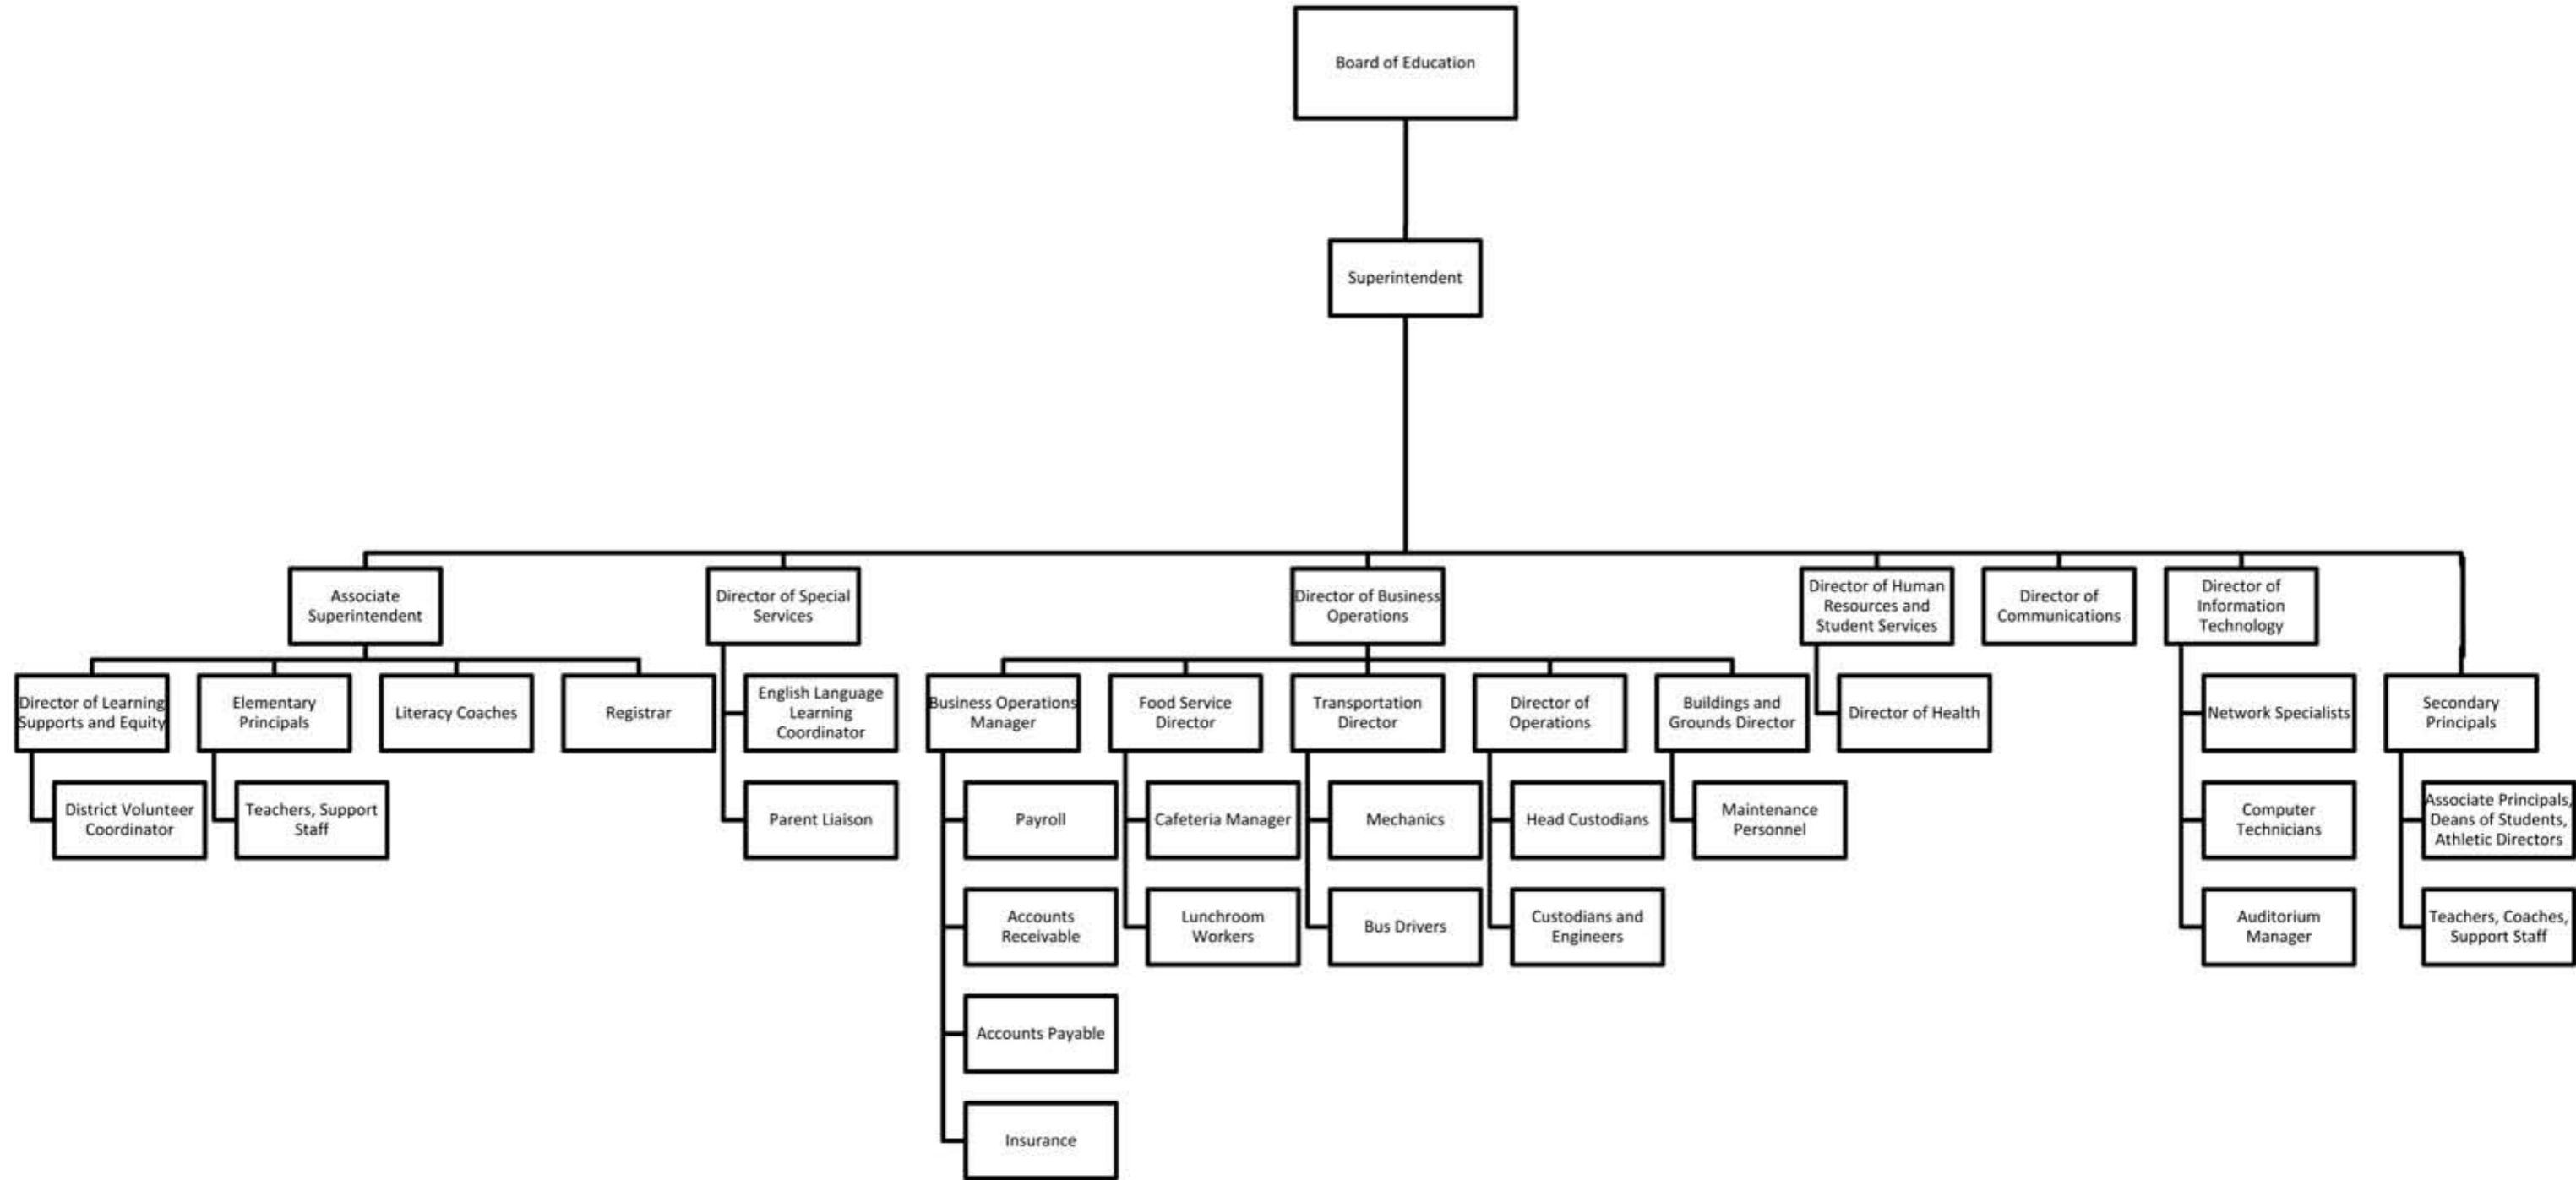 Board of Education
Superintendent
Associate
Superintendent
Director of Special
Services
Director of Business
Operations
Director of Human
Resources and
Student Services
Director of
Communications
Director of
Information
Technology
Director of Learning
Supports and Equity
Elementary
Principals
Literacy Coaches
Registrar
English Language
Learning
Coordinator
Business Operations
Manager
Food Service
Director
Transportation
Director
Director of
Operations
Buildings and
Grounds Director
Director of Health
Network Specialists
Secondary
Principals
District Volunteer
Coordinator
Teachers, Support
Staff
Parent Liaison
Payroll
Cafeteria Manager
Mechanics
Head Custodians
Maintenance
Personnel
Computer
Technicians
Associate Principals,
Deans of Students,
Athletic Directors
Accounts
Receivable
Lunchroom
Workers
Bus Drivers
Custodians and
Engineers
Auditorium
Manager
Teachers, Coaches,
Support Staff
Accounts Payable
Insurance